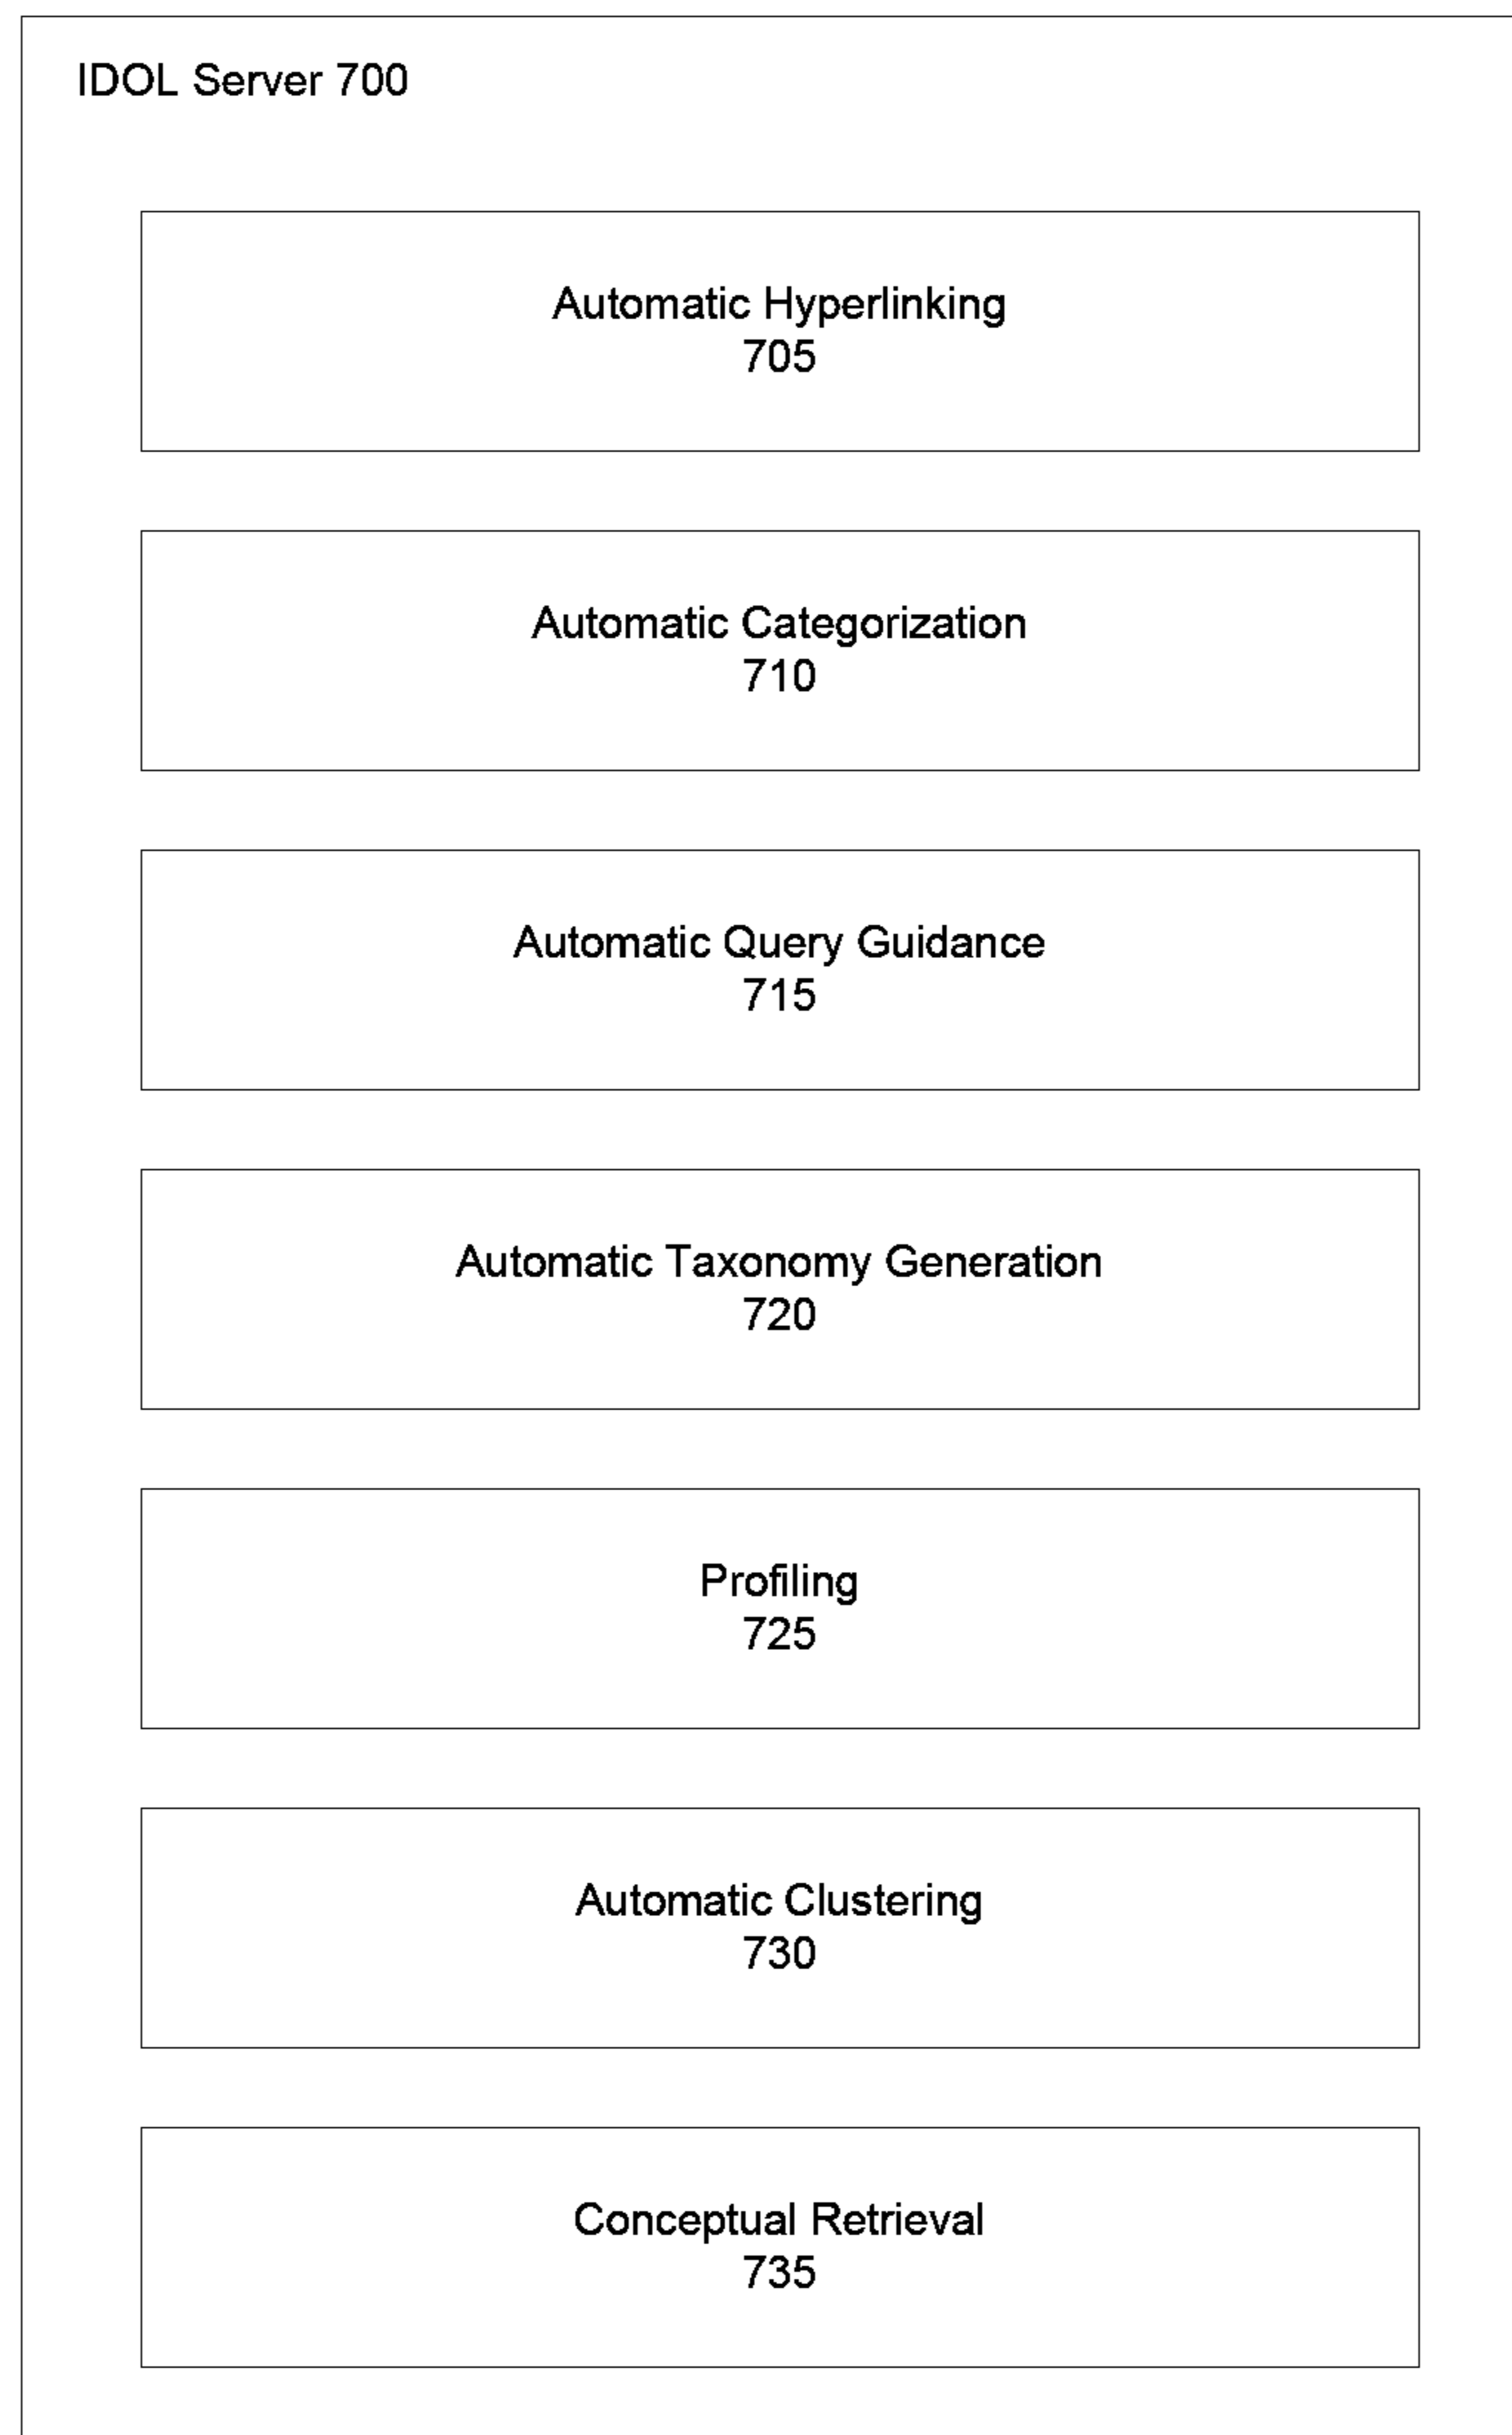 IDOL Server 700
Automatic Hyperlinking
705
Automatic Categorization
710
Automatic Query Guidance
715
Automatic Taxonomy Generation
720
Profiling
725
Automatic Clustering
730
Conceptual Retrieval
735